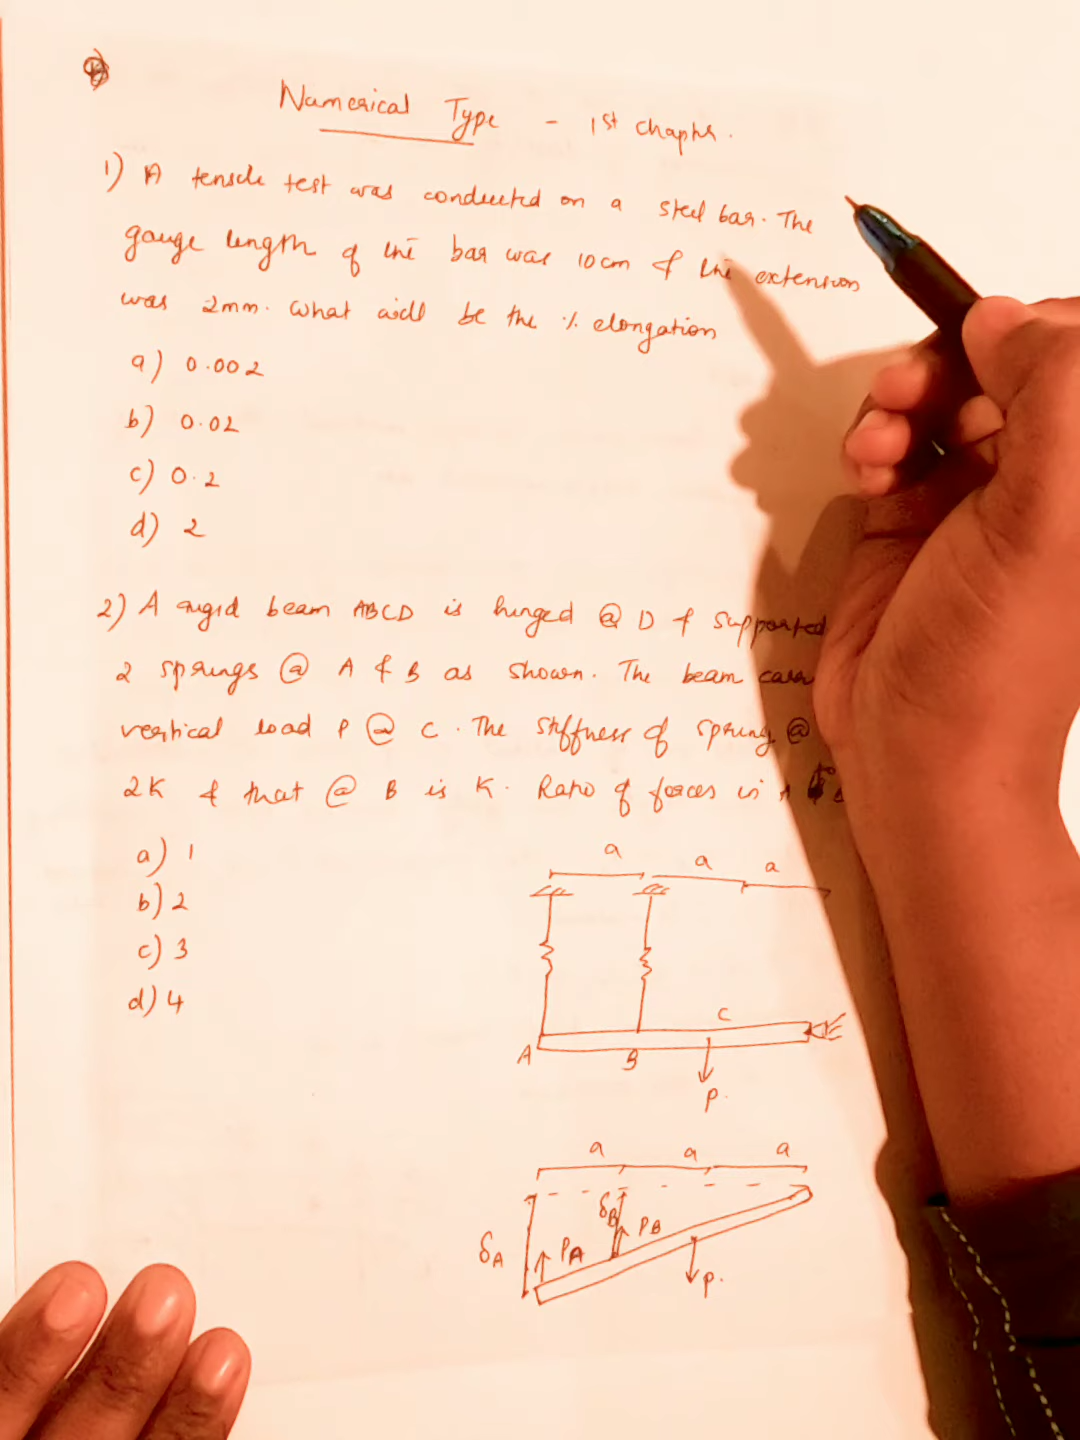 Numerical Type - 1st Chapter.
1) A tensile test was conducted on a steel bar. The
gauge length of the bar was 10cm & the extension
was 2mm. What will be the % elongation
a) 0.002
b) 0.02
c) 0.2
d) 2
2) A rigid beam ABCD is hinged @ D & supported
2 springs @ A & B as shown. The beam
vertical load P @ C. The stiffness of spring @
2K & that @ B is K. Ratio of forces in A
a) 1
b) 2
c) 3
d) 4
a a a
C
A B
P.
a a a
δA PA δB PB
P.